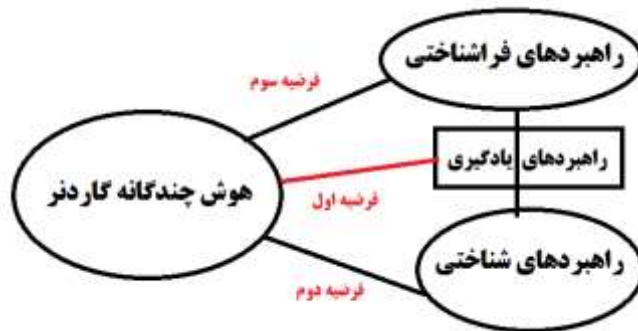 راهبردهای فراشناختی
فرضیه سوم
راهبردهای یادگیری
هوش چندگانه گاردنر
فرضیه اول
راهبردهای شناختی
فرضیه دوم